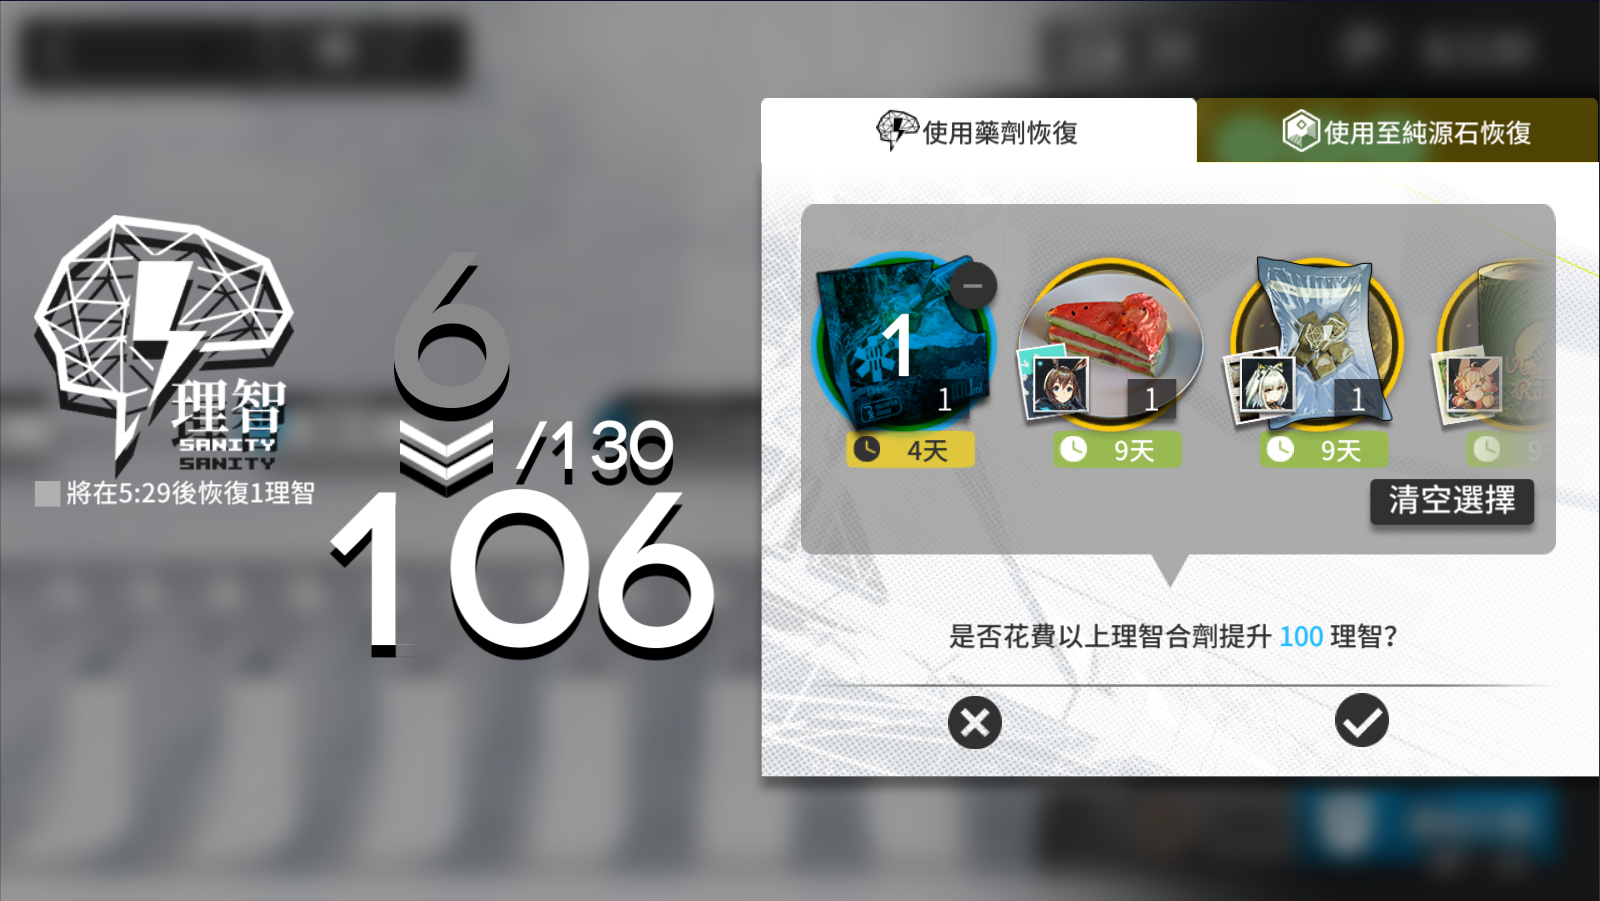 使用藥劑恢復
使用至純源石恢復
理智
SANITY
SANITY
將在5:29後恢復1理智
6
/130
106
1
1
1
1
4天
9天
9天
9
清空選擇
是否花費以上理智合劑提升 100 理智?